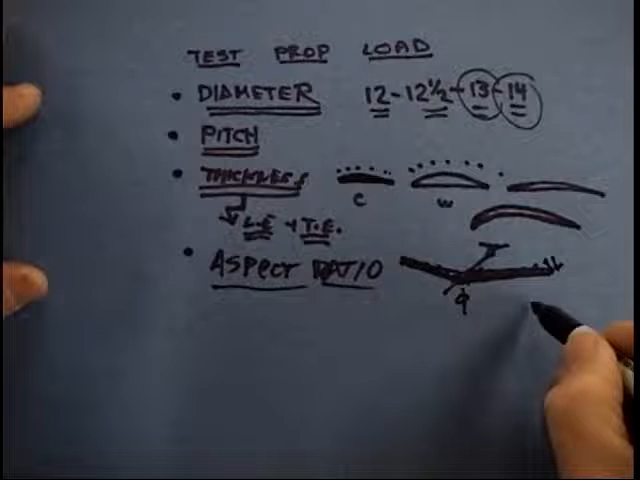 TEST PROP LOAD
• DIAMETER 12-12½-13-14
• PITCH
• THICKNESS
C W
L.E + T.E.
• ASPECT RATIO